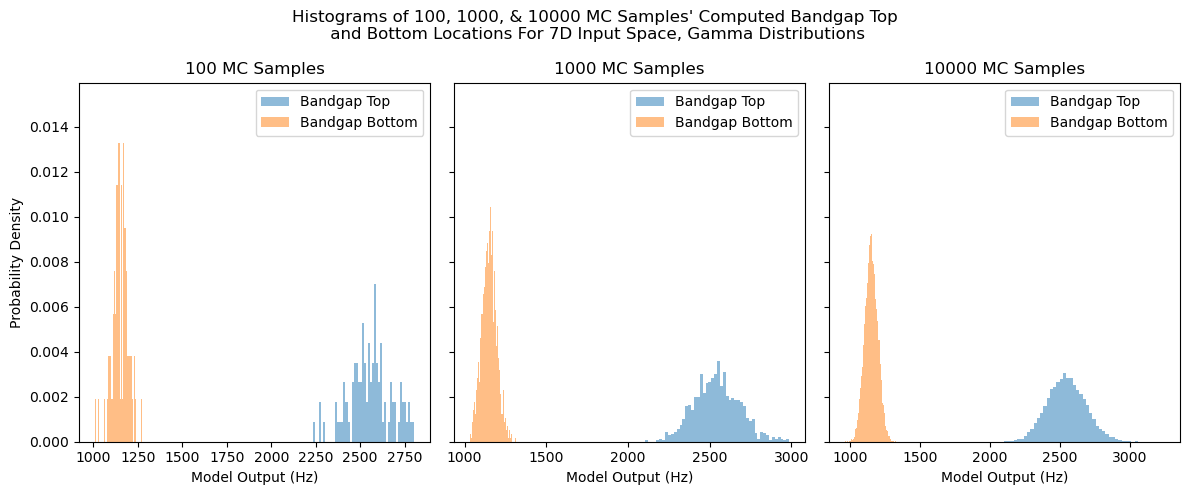 Histograms of 100, 1000, & 10000 MC Samples' Computed Bandgap Top
and Bottom Locations For 7D Input Space, Gamma Distributions
100 MC Samples
1000 MC Samples
10000 MC Samples
Probability Density
0.014
0.012
0.010
0.008
0.006
0.004
0.002
0.000
Bandgap Top
Bandgap Bottom
1000 1250 1500 1750 2000 2250 2500 2750
Model Output (Hz)
Bandgap Top
Bandgap Bottom
1000 1500 2000 2500 3000
Model Output (Hz)
Bandgap Top
Bandgap Bottom
1000 1500 2000 2500 3000
Model Output (Hz)